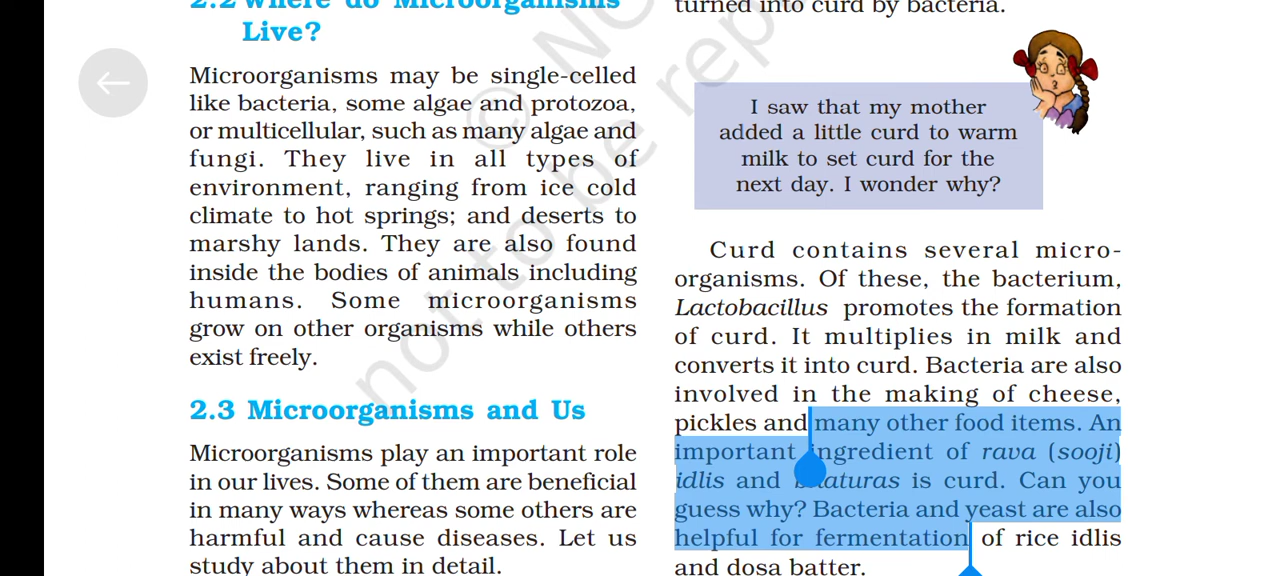 2.2 Where do Microorganisms
Live?
Microorganisms may be single-celled
like bacteria, some algae and protozoa,
or multicellular, such as many algae and
fungi. They live in all types of
environment, ranging from ice cold
climate to hot springs; and deserts to
marshy lands. They are also found
inside the bodies of animals including
humans. Some microorganisms
grow on other organisms while others
exist freely.
2.3 Microorganisms and Us
Microorganisms play an important role
in our lives. Some of them are beneficial
in many ways whereas some others are
harmful and cause diseases. Let us
study about them in detail.
turned into curd by bacteria.
I saw that my mother
added a little curd to warm
milk to set curd for the
next day. I wonder why?
Curd contains several micro-
organisms. Of these, the bacterium,
Lactobacillus promotes the formation
of curd. It multiplies in milk and
converts it into curd. Bacteria are also
involved in the making of cheese,
pickles and many other food items. An
important ingredient of rava (sooji)
idlis and bhaturas is curd. Can you
guess why? Bacteria and yeast are also
helpful for fermentation of rice idlis
and dosa batter.
not to be rep